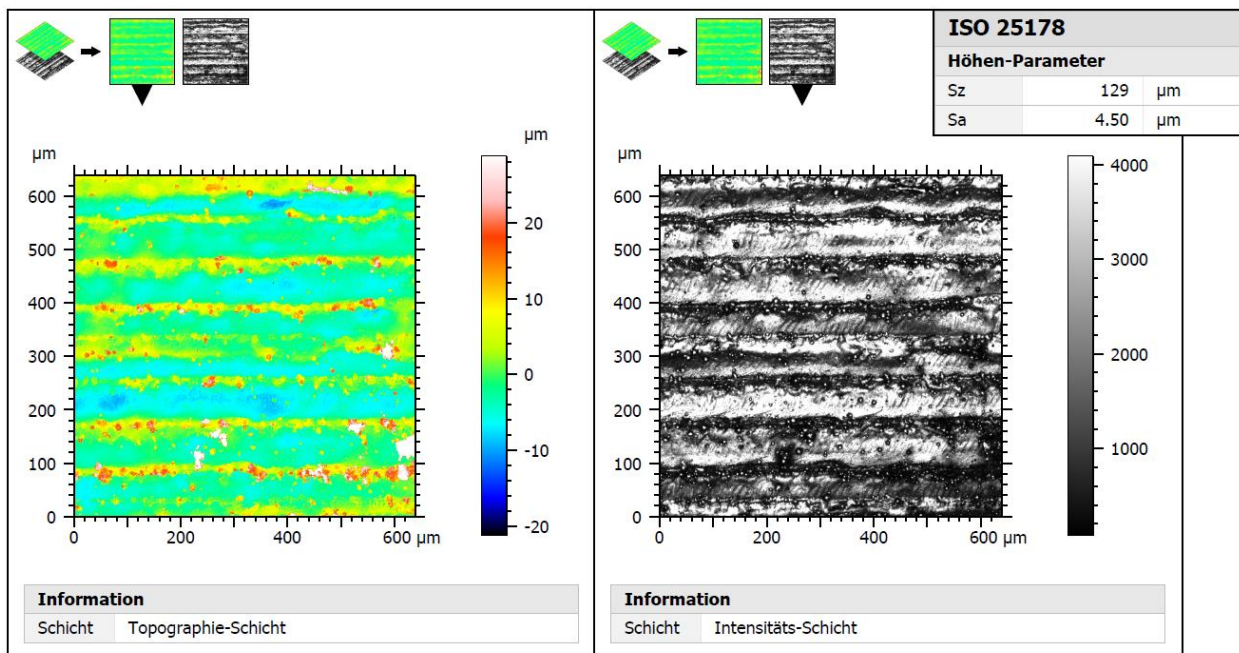 ISO 25178
Höhen-Parameter
Sz 129 µm
Sa 4.50 µm
µm
µm
600
500
400
300
200
100
0
0 200 400 600 µm
20
10
0
-10
-20
Information
Schicht Topographie-Schicht
µm
600
500
400
300
200
100
0
0 200 400 600 µm
4000
3000
2000
1000
Information
Schicht Intensitäts-Schicht